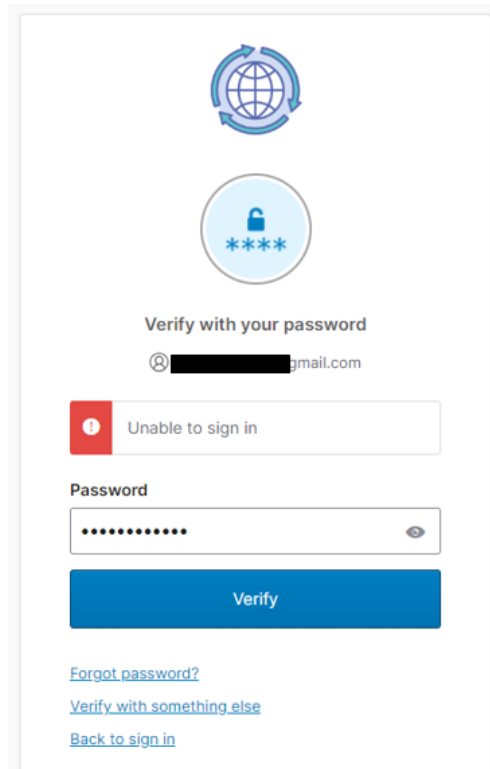 ****
Verify with your password
gmail.com
Unable to sign in
Password
Verify
Forgot password?
Verify with something else
Back to sign in